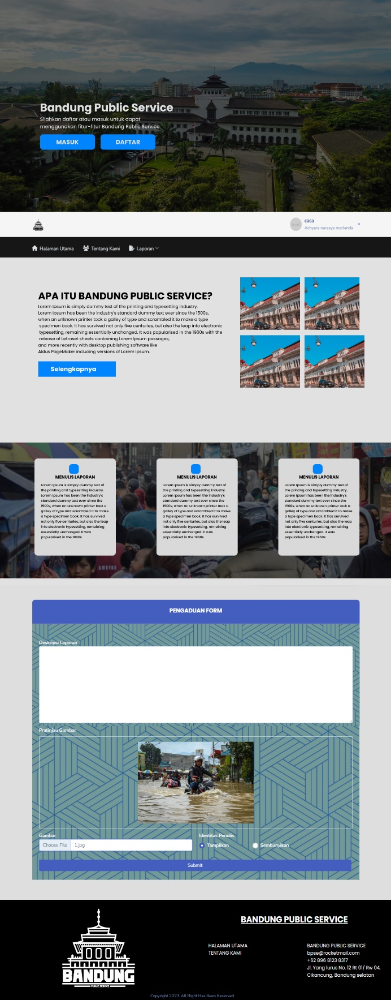 Bandung Public Service
Silahkan daftar atau masuk untuk dapat
menggunakan fitur-fitur Bandung Public Service
MASUK
DAFTAR
BANDUNG
caca
Achyara narasya marlanda
Halaman Utama
Tentang Kami
Laporan
APA ITU BANDUNG PUBLIC SERVICE?
Lorem Ipsum is simply dummy text of the printing and typesetting industry.
Lorem Ipsum has been the industry's standard dummy text ever since the 1500s,
when an unknown printer took a galley of type and scrambled it to make a type
specimen book. It has survived not only five centuries, but also the leap into electronic
typesetting, remaining essentially unchanged. It was popularised in the 1960s with the
release of Letraset sheets containing Lorem Ipsum passages,
and more recently with desktop publishing software like
Aldus PageMaker including versions of Lorem Ipsum.
Selengkapnya
MENULIS LAPORAN
Lorem Ipsum is simply dummy text of
the printing and typesetting industry.
Lorem Ipsum has been the industry's
standard dummy text ever since the
1500s, when an unknown printer took a
galley of type and scrambled it to make
a type specimen book. It has survived
not only five centuries, but also the leap
into electronic typesetting, remaining
essentially unchanged. It was
popularised in the 1960s
MENULIS LAPORAN
Lorem Ipsum is simply dummy text of
the printing and typesetting industry.
Lorem Ipsum has been the industry's
standard dummy text ever since the
1500s, when an unknown printer took a
galley of type and scrambled it to make
a type specimen book. It has survived
not only five centuries, but also the leap
into electronic typesetting, remaining
essentially unchanged. It was
popularised in the 1960s
MENULIS LAPORAN
Lorem Ipsum is simply dummy text of
the printing and typesetting industry.
Lorem Ipsum has been the industry's
standard dummy text ever since the
1500s, when an unknown printer took a
galley of type and scrambled it to make
a type specimen book. It has survived
not only five centuries, but also the leap
into electronic typesetting, remaining
essentially unchanged. It was
popularised in the 1960s
PENGADUAN FORM
Deskripsi Laporan
Pratinjau Gambar
Gambar
Choose File 1.jpg
Identitas Penulis
Tampilkan
Sembunyikan
Submit
BANDUNG
PUBLIC SERVICE
BANDUNG PUBLIC SERVICE
HALAMAN UTAMA
TENTANG KAMI
BANDUNG PUBLIC SERVICE
bpse@rocketmail.com
+62 896 8123 8317
Jl. Yang lurus No. 12 Rt 01/ Rw 04,
Cikancung, Bandung selatan
Copyright 2023. All Right Has Been Reserved